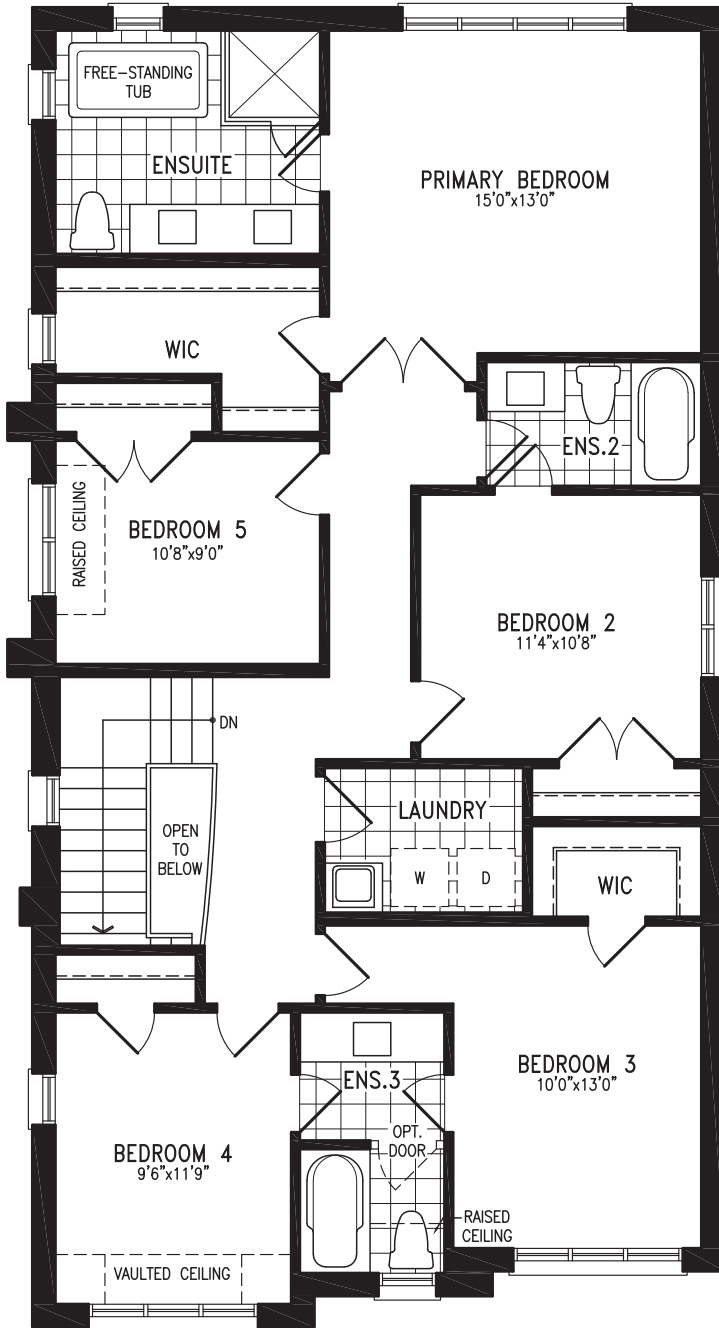 FREE-STANDING
TUB
ENSUITE
PRIMARY BEDROOM
15'0"x13'0"
WIC
ENS.2
RAISED CEILING
BEDROOM 5
10'8"x9'0"
BEDROOM 2
11'4"x10'8"
DN
OPEN
TO
BELOW
LAUNDRY
W
D
WIC
BEDROOM 3
10'0"x13'0"
ENS.3
OPT.
DOOR
BEDROOM 4
9'6"x11'9"
RAISED
CEILING
VAULTED CEILING